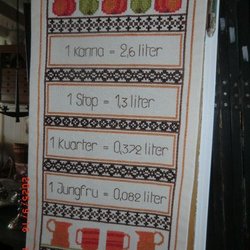 1 Kanna = 2,6 liter
1 Stop = 1,3 liter
1 Kvarter = 0,372 liter
1 Jungfru = 0,082 liter